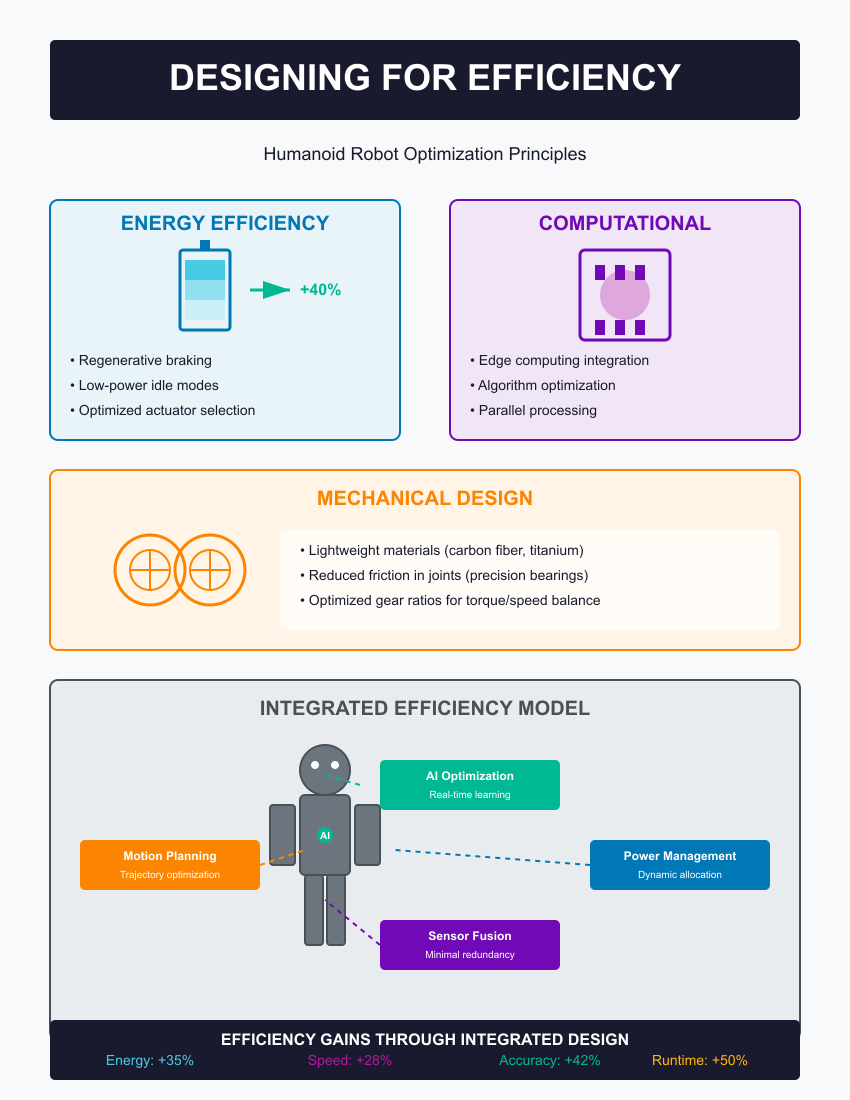 DESIGNING FOR EFFICIENCY
Humanoid Robot Optimization Principles
ENERGY EFFICIENCY
+40%
• Regenerative braking
• Low-power idle modes
• Optimized actuator selection
COMPUTATIONAL
• Edge computing integration
• Algorithm optimization
• Parallel processing
MECHANICAL DESIGN
• Lightweight materials (carbon fiber, titanium)
• Reduced friction in joints (precision bearings)
• Optimized gear ratios for torque/speed balance
INTEGRATED EFFICIENCY MODEL
AI Optimization
Real-time learning
AI
Motion Planning
Trajectory optimization
Power Management
Dynamic allocation
Sensor Fusion
Minimal redundancy
EFFICIENCY GAINS THROUGH INTEGRATED DESIGN
Energy: +35% Speed: +28% Accuracy: +42% Runtime: +50%